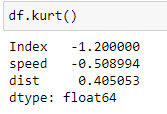 df.kurt()
Index   -1.200000
speed   -0.508994
dist     0.405053
dtype: float64